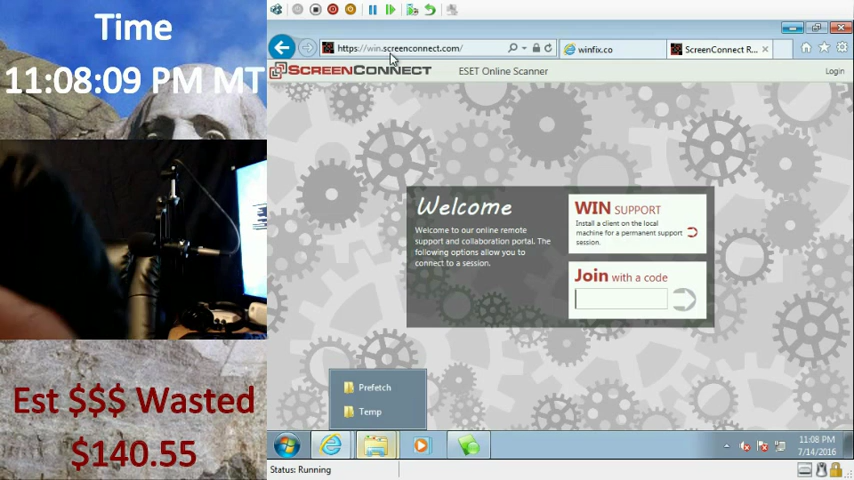 Time
11:08:09 PM MT
Est $$$ Wasted
$140.55
https://win.screenconnect.com/
winfix.co
ScreenConnect R...
SCREENCONNECT
ESET Online Scanner
Login
Welcome
Welcome to our online remote
support and collaboration portal. The
following options allow you to
connect to a session.
WIN SUPPORT
Install a client on the local
machine for a permanent support
session.
Join with a code
Prefetch
Temp
11:08 PM
7/14/2016
Status: Running